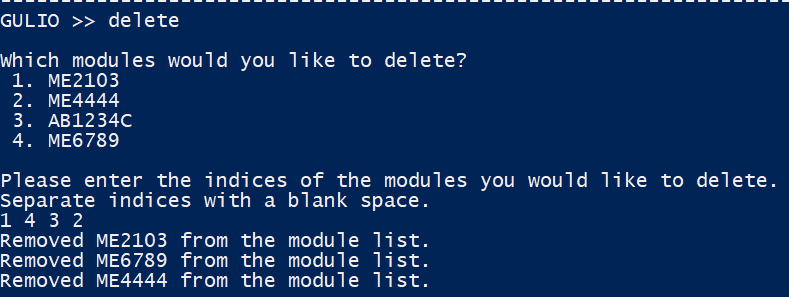 GULIO >> delete
Which modules would you like to delete?
1. ME2103
2. ME4444
3. AB1234C
4. ME6789
Please enter the indices of the modules you would like to delete.
Separate indices with a blank space.
1 4 3 2
Removed ME2103 from the module list.
Removed ME6789 from the module list.
Removed ME4444 from the module list.